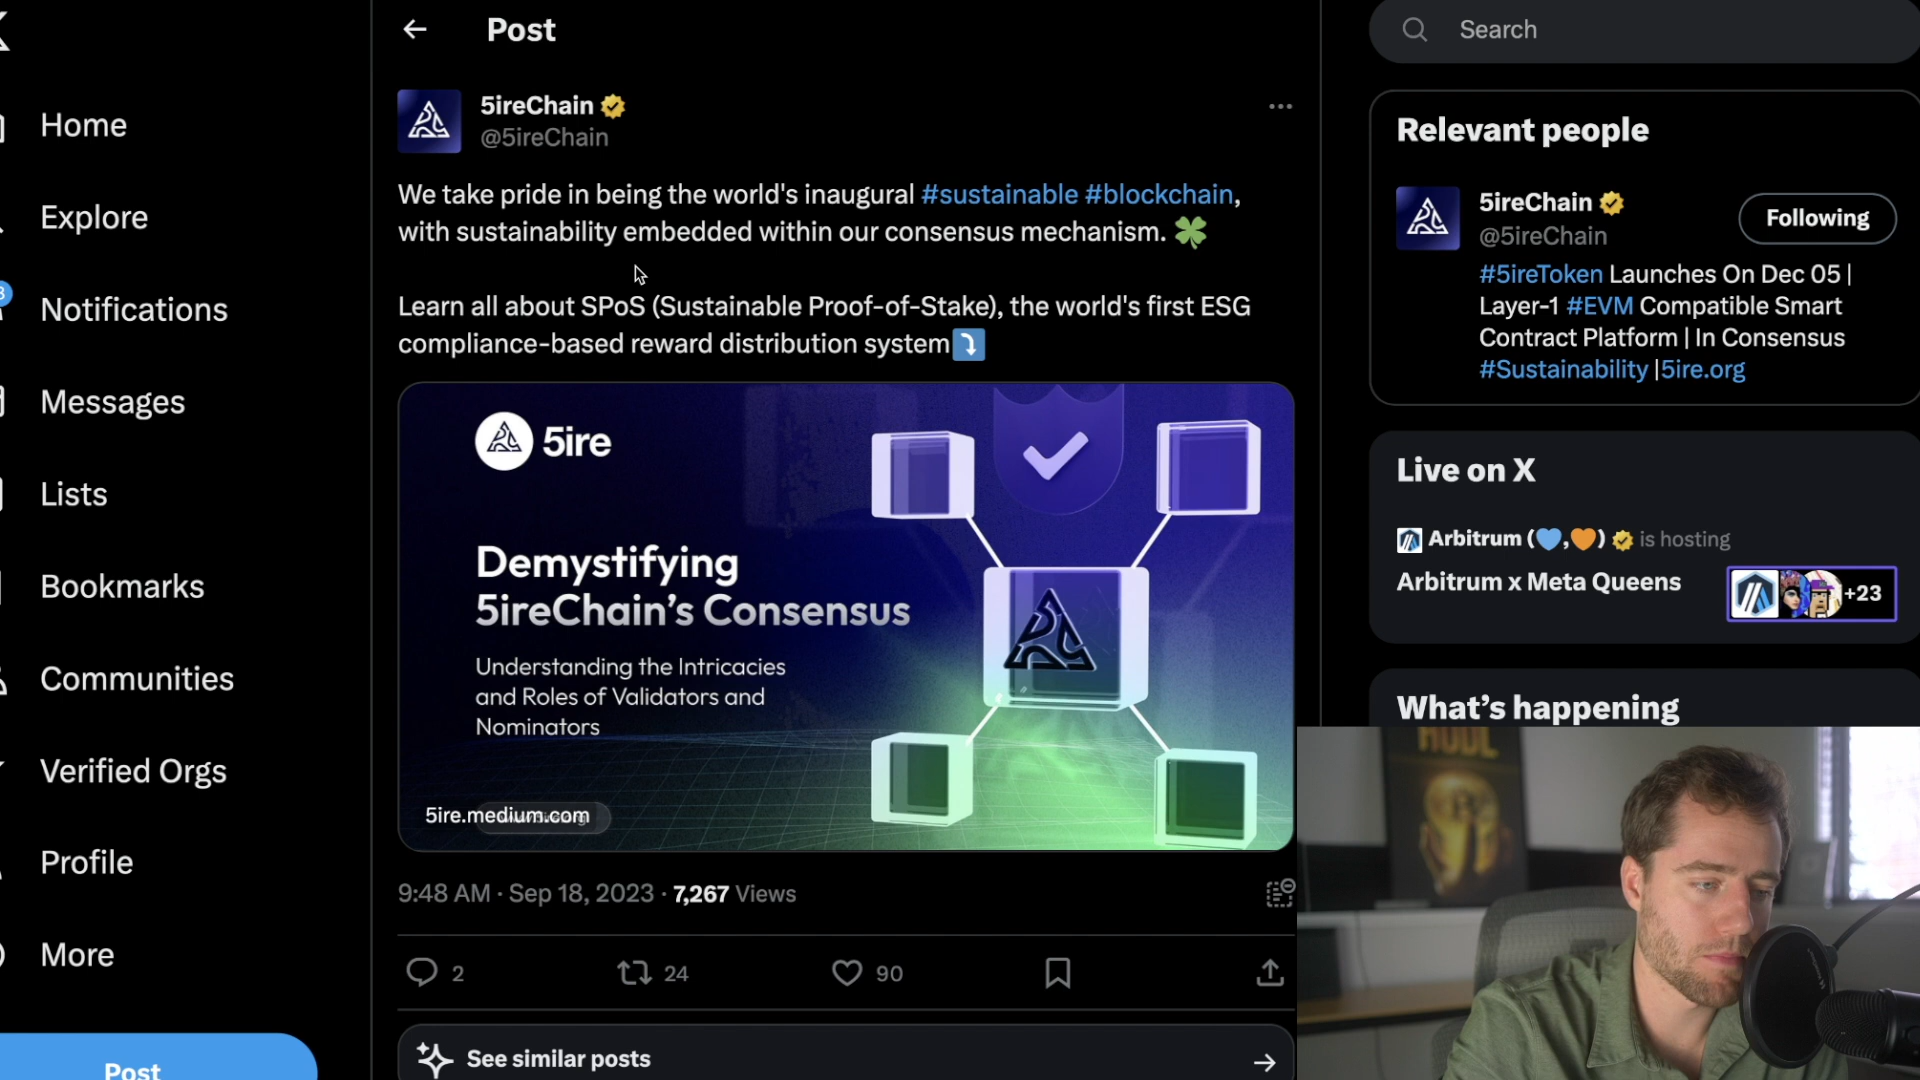 Post
Search
Home
Explore
Notifications
Messages
Lists
Bookmarks
Communities
Verified Orgs
Profile
More
Post
5ireChain
@5ireChain
We take pride in being the world's inaugural #sustainable #blockchain,
with sustainability embedded within our consensus mechanism. 🍀
Learn all about SPoS (Sustainable Proof-of-Stake), the world's first ESG
compliance-based reward distribution system⤵️
5ire
Demystifying
5ireChain's Consensus
Understanding the Intricacies
and Roles of Validators and
Nominators
5ire.medium.com
9:48 AM · Sep 18, 2023 · 7,267 Views
2
24
90
See similar posts
Relevant people
5ireChain
@5ireChain
Following
#5ireToken Launches On Dec 05 |
Layer-1 #EVM Compatible Smart
Contract Platform | In Consensus
#Sustainability |5ire.org
Live on X
Arbitrum (💙,🧡) is hosting
Arbitrum x Meta Queens
+23
What's happening
HODL